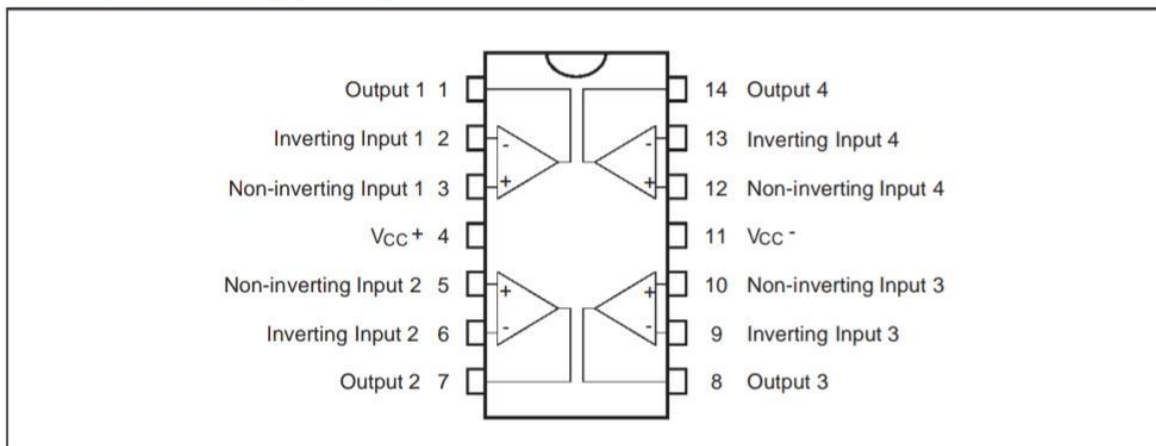 Output 1 1
Inverting Input 1 2
Non-inverting Input 1 3
VCC + 4
Non-inverting Input 2 5
Inverting Input 2 6
Output 2 7
- +
+ -
- +
+ -
14 Output 4
13 Inverting Input 4
12 Non-inverting Input 4
11 VCC -
10 Non-inverting Input 3
9 Inverting Input 3
8 Output 3